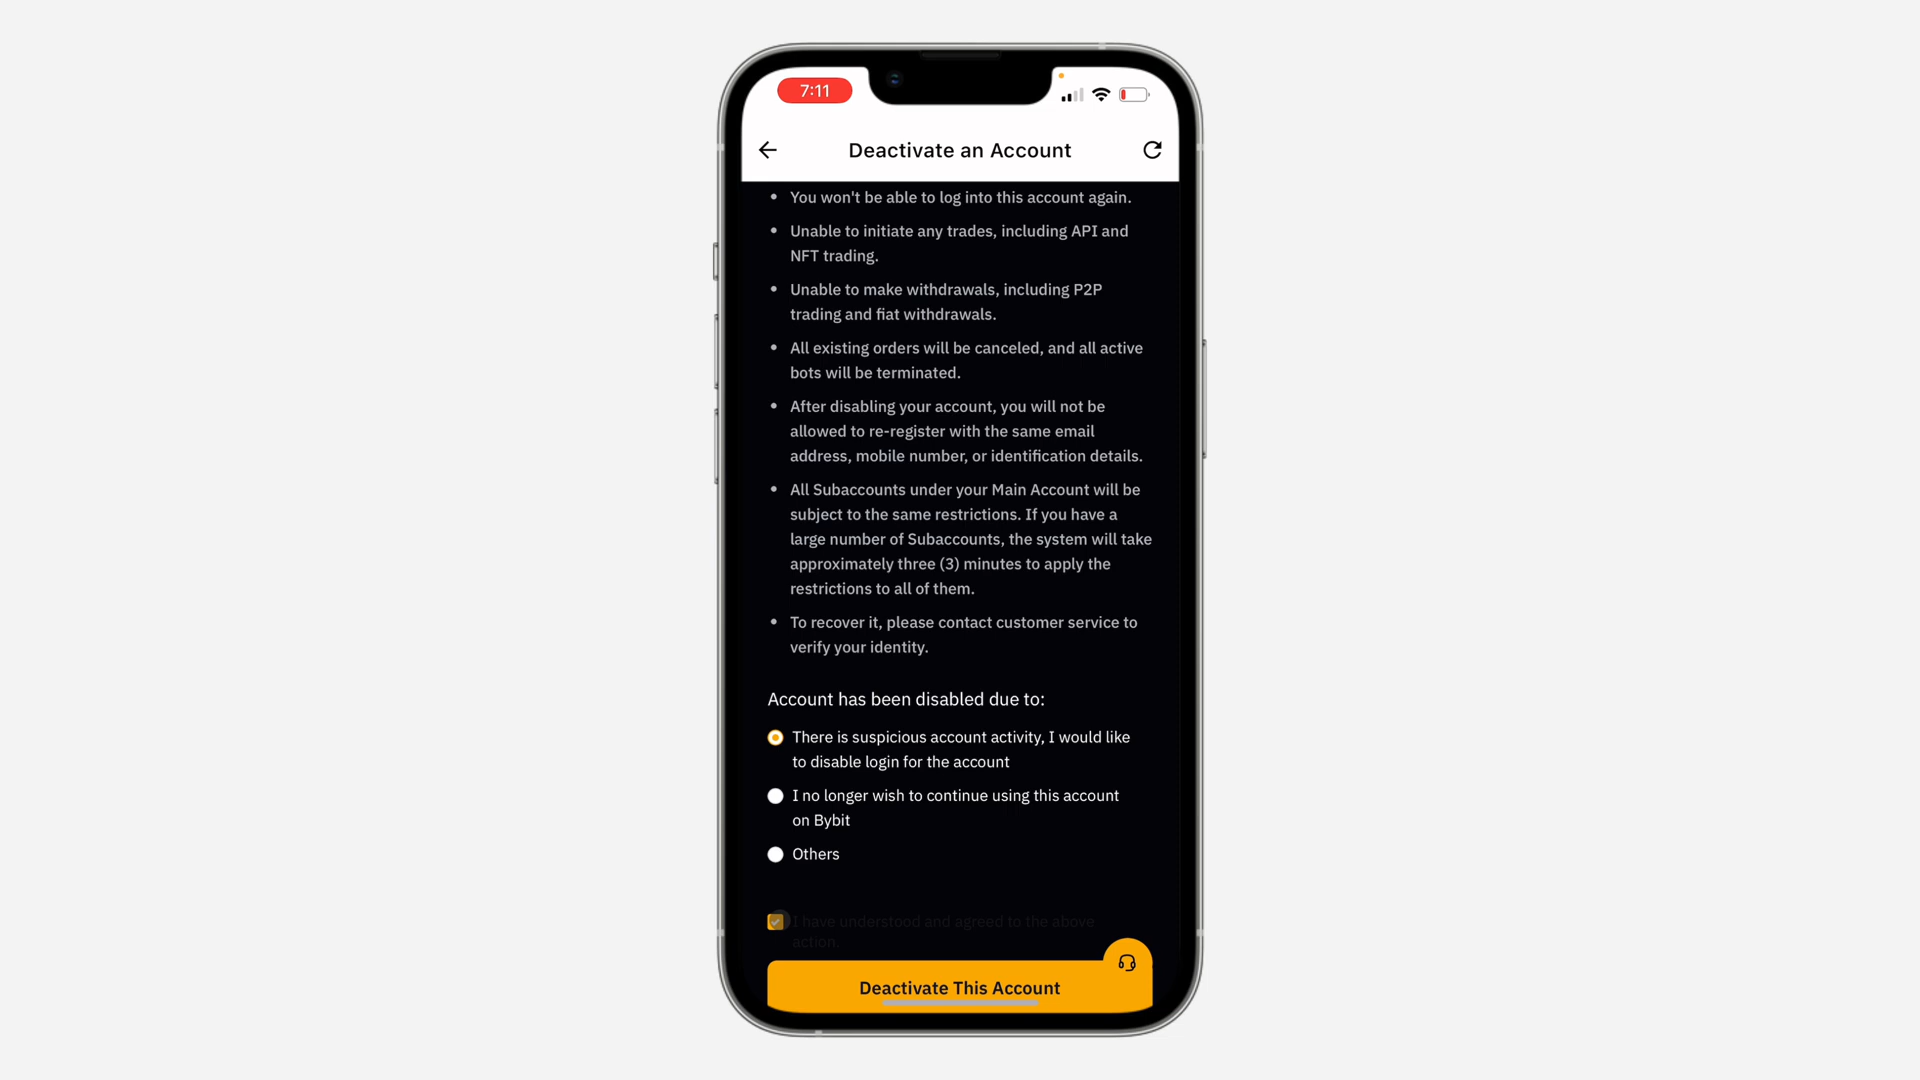 7:11
Deactivate an Account
• You won't be able to log into this account again.
• Unable to initiate any trades, including API and
NFT trading.
• Unable to make withdrawals, including P2P
trading and fiat withdrawals.
• All existing orders will be canceled, and all active
bots will be terminated.
• After disabling your account, you will not be
allowed to re-register with the same email
address, mobile number, or identification details.
• All Subaccounts under your Main Account will be
subject to the same restrictions. If you have a
large number of Subaccounts, the system will take
approximately three (3) minutes to apply the
restrictions to all of them.
• To recover it, please contact customer service to
verify your identity.
Account has been disabled due to:
There is suspicious account activity, I would like
to disable login for the account
I no longer wish to continue using this account
on Bybit
Others
I have understood and agreed to the above
action.
Deactivate This Account